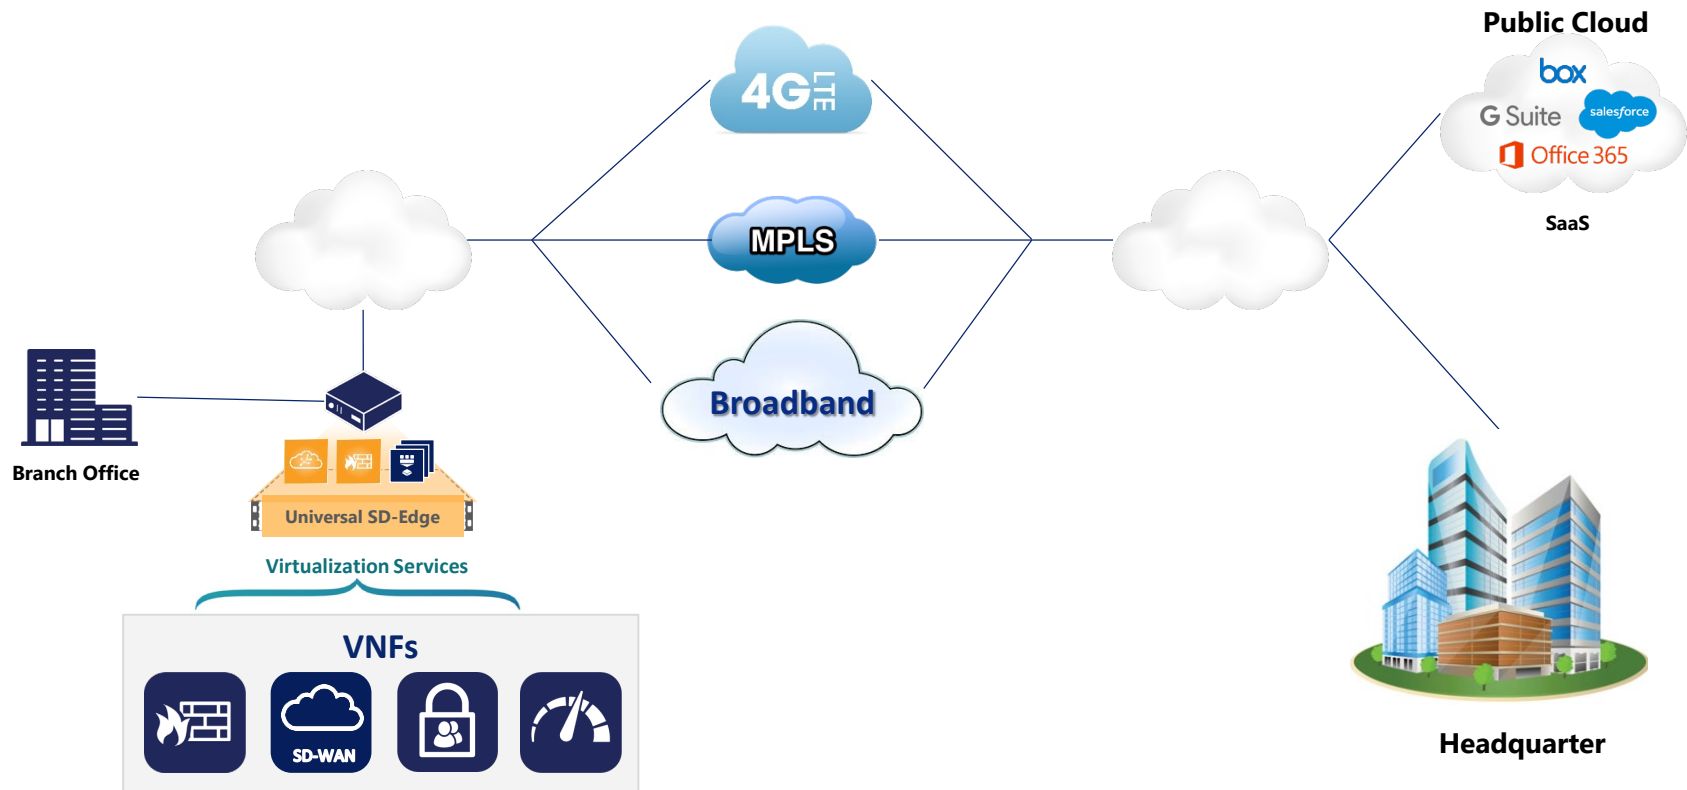 Public Cloud
box
G Suite
salesforce
Office 365
SaaS
4G LTE
MPLS
Broadband
Branch Office
Universal SD-Edge
Virtualization Services
VNFs
SD-WAN
Headquarter